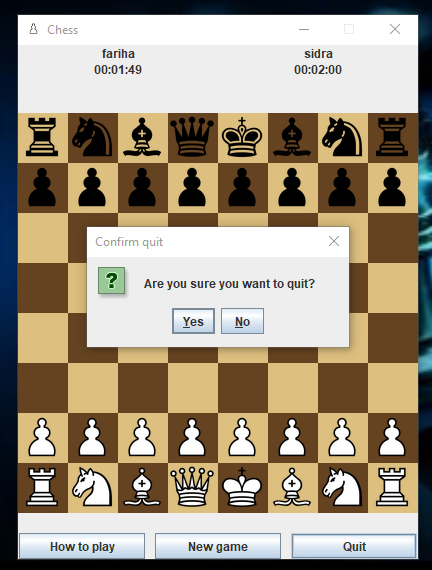 Chess
fariha sidra
00:01:49 00:02:00
Confirm quit
?
Are you sure you want to quit?
Yes No
How to play New game Quit